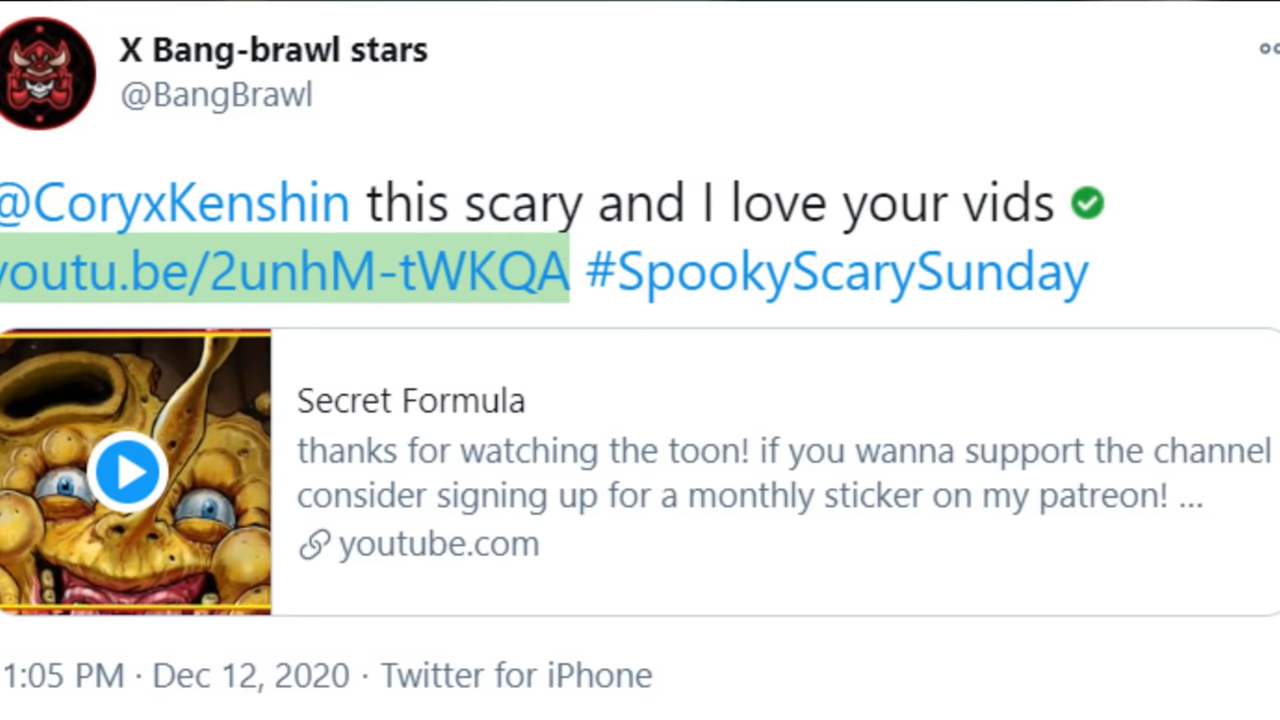 X Bang-brawl stars
@BangBrawl
@CoryxKenshin this scary and I love your vids
youtu.be/2unhM-tWKQA #SpookyScarySunday
Secret Formula
thanks for watching the toon! if you wanna support the channel
consider signing up for a monthly sticker on my patreon! ...
youtube.com
1:05 PM · Dec 12, 2020 · Twitter for iPhone